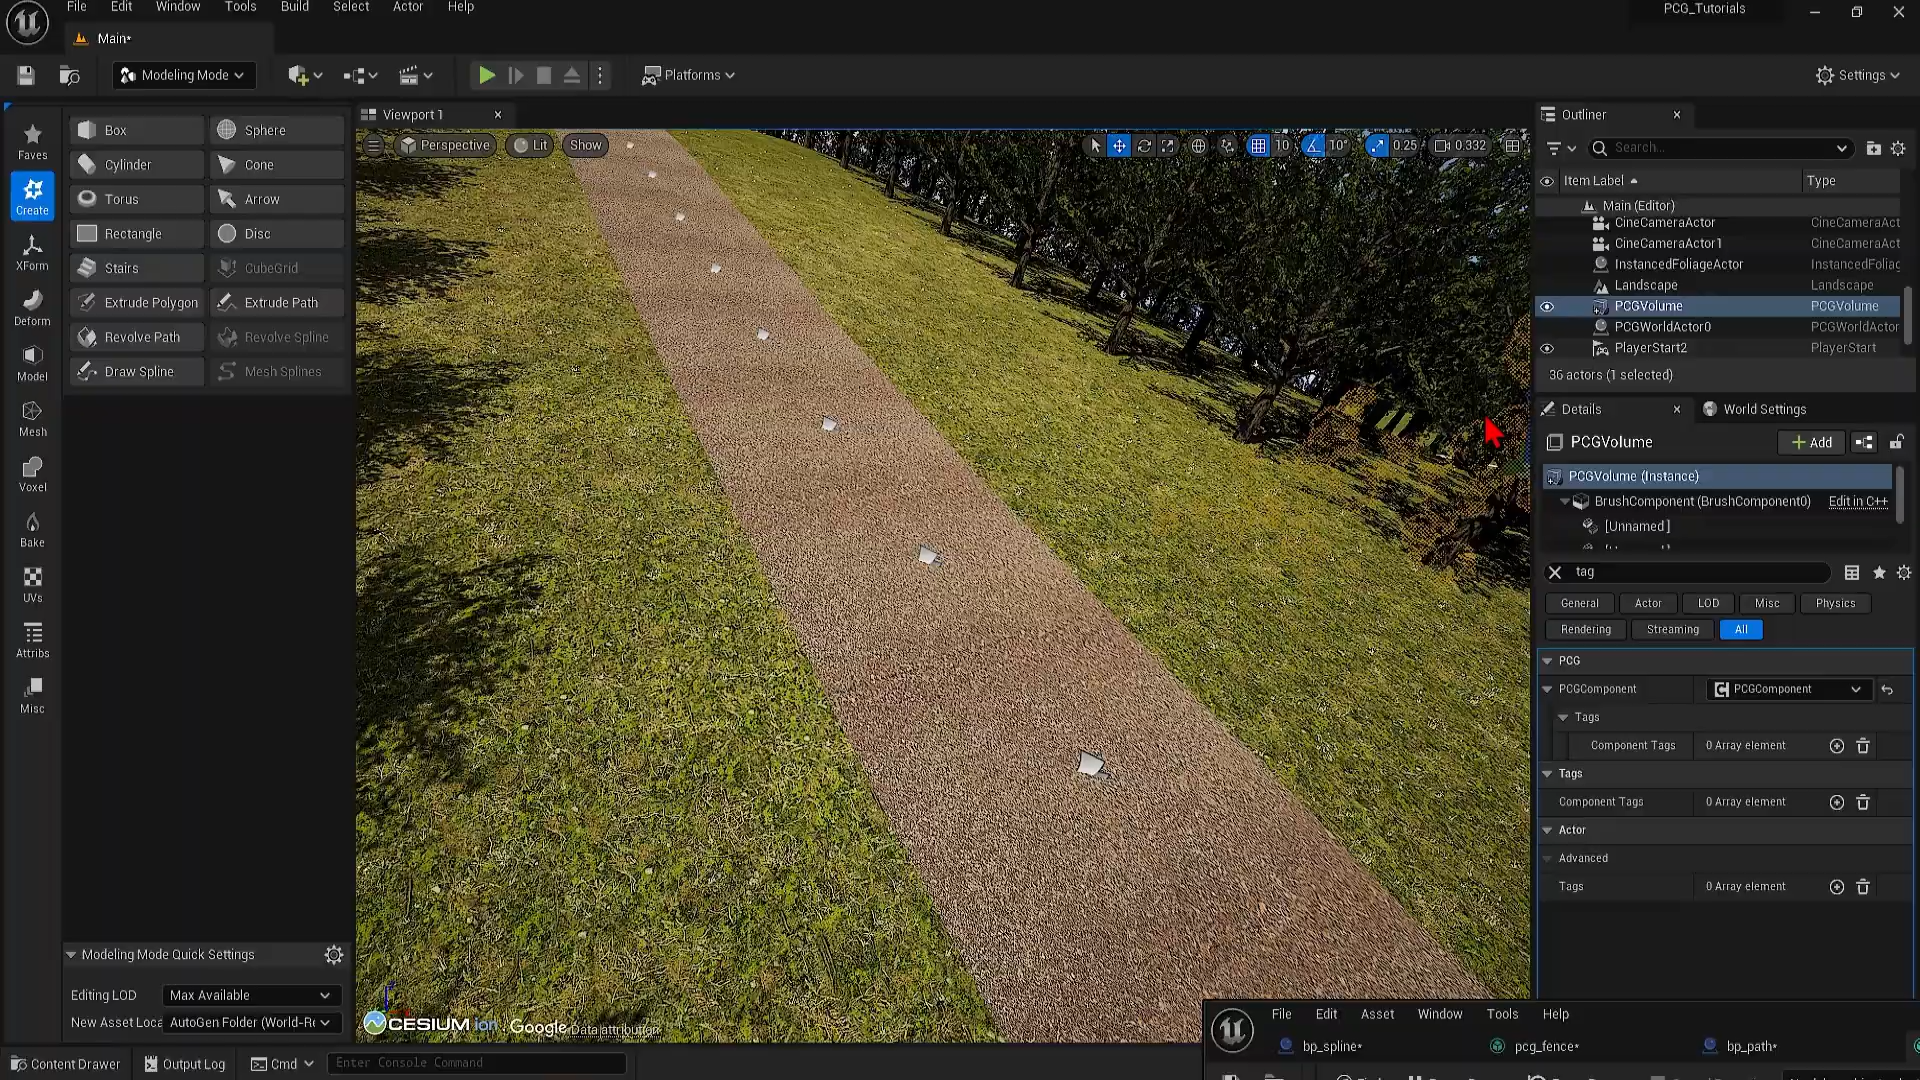 File Edit Window Tools Build Select Actor Help
PCG_Tutorials
Main*
Modeling Mode
Platforms
Settings
Faves
Create
XForm
Deform
Model
Mesh
Voxel
Bake
UVs
Attribs
Misc
Box Sphere
Cylinder Cone
Torus Arrow
Rectangle Disc
Stairs CubeGrid
Extrude Polygon Extrude Path
Revolve Path Revolve Spline
Draw Spline Mesh Splines
Modeling Mode Quick Settings
Editing LOD Max Available
New Asset Loca AutoGen Folder (World-Re
Viewport 1
Perspective Lit Show
10 10° 0.25 0.332
CESIUM ion Google Data attribution
Outliner
Search...
Item Label Type
Main (Editor)
CineCameraActor CineCameraAct
CineCameraActor1 CineCameraAct
InstancedFoliageActor InstancedFoliag
Landscape Landscape
PCGVolume PCGVolume
PCGWorldActor0 PCGWorldActor
PlayerStart2 PlayerStart
36 actors (1 selected)
Details World Settings
PCGVolume Add
PCGVolume (Instance)
BrushComponent (BrushComponent0) Edit in C++
[Unnamed]
tag
General Actor LOD Misc Physics
Rendering Streaming All
PCG
PCGComponent PCGComponent
Tags
Component Tags 0 Array element
Tags
Component Tags 0 Array element
Actor
Advanced
Tags 0 Array element
File Edit Asset Window Tools Help
bp_spline* pcg_fence* bp_path*
Content Drawer Output Log Cmd Enter Console Command